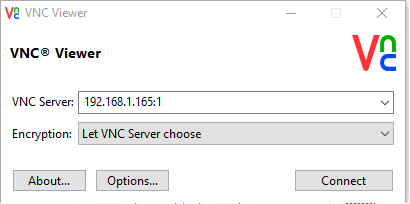 VNC Viewer
VNC® Viewer
VNC Server: 192.168.1.165:1
Encryption: Let VNC Server choose
About... Options... Connect